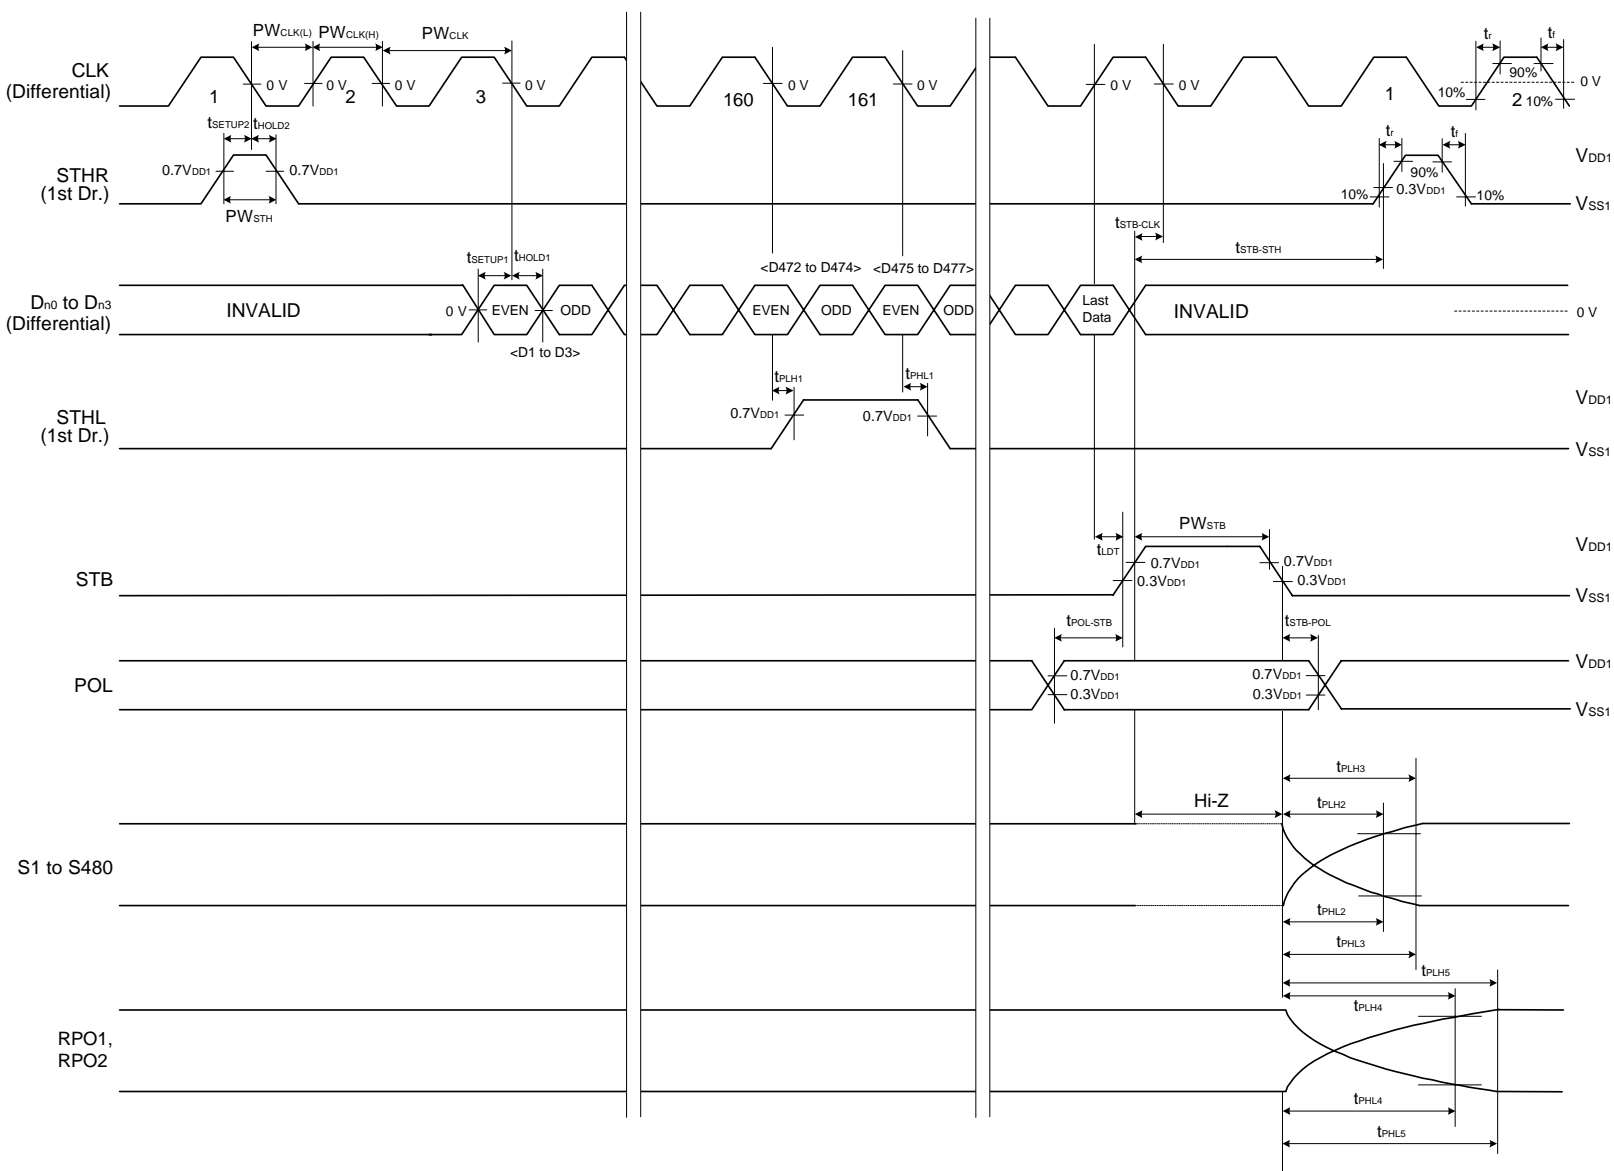 PWCLK(L) PWCLK(H) PWCLK tr tf
CLK
(Differential)
0 V 0 V 0 V 0 V 0 V 0 V 0 V 0 V 90% 0 V
1 2 3 160 161 1 10% 2 10%
tSETUP2 tHOLD2 tr tf
STHR
(1st Dr.)
0.7VDD1 0.7VDD1 90% VDD1
10% 0.3VDD1 10% VSS1
PWSTH
tSTB-CLK
tSTB-STH
tSETUP1 tHOLD1 <D472 to D474> <D475 to D477>
Dn0 to Dn3
(Differential)
INVALID 0 V EVEN ODD EVEN ODD EVEN ODD Last
Data
INVALID 0 V
<D1 to D3>
tPLH1 tPHL1
STHL
(1st Dr.)
0.7VDD1 0.7VDD1 VDD1
VSS1
PWSTB
tLDT
STB
VDD1
0.7VDD1 0.7VDD1
0.3VDD1 0.3VDD1
VSS1
tPOL-STB tSTB-POL
POL
VDD1
0.7VDD1 0.7VDD1
0.3VDD1 0.3VDD1
VSS1
tPLH3
Hi-Z tPLH2
S1 to S480
tPHL2
tPHL3
tPLH5
tPLH4
RPO1,
RPO2
tPHL4
tPHL5